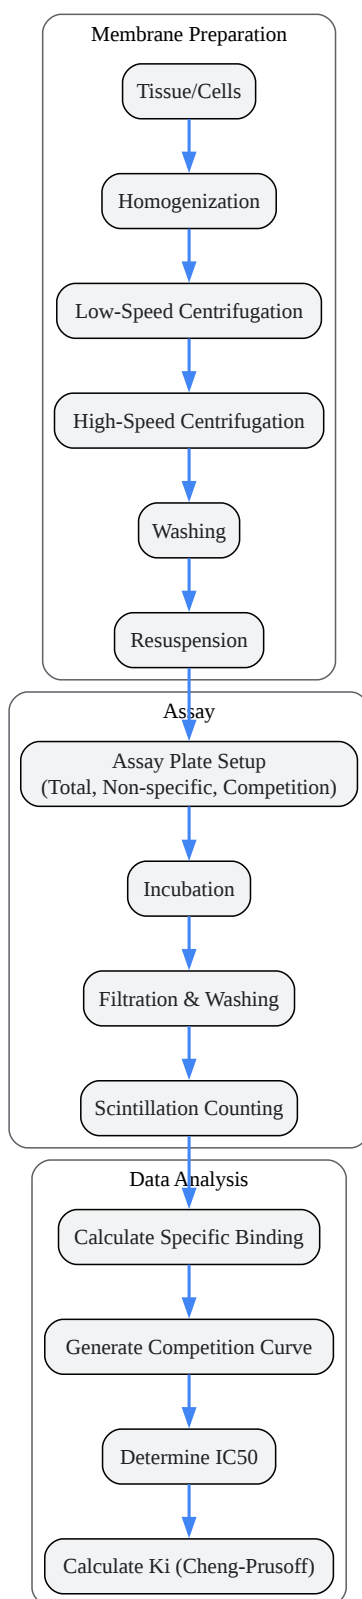 Membrane Preparation
Tissue/Cells
Homogenization
Low-Speed Centrifugation
High-Speed Centrifugation
Washing
Resuspension
Assay
Assay Plate Setup
(Total, Non-specific, Competition)
Incubation
Filtration & Washing
Scintillation Counting
Data Analysis
Calculate Specific Binding
Generate Competition Curve
Determine IC50
Calculate Ki (Cheng-Prusoff)